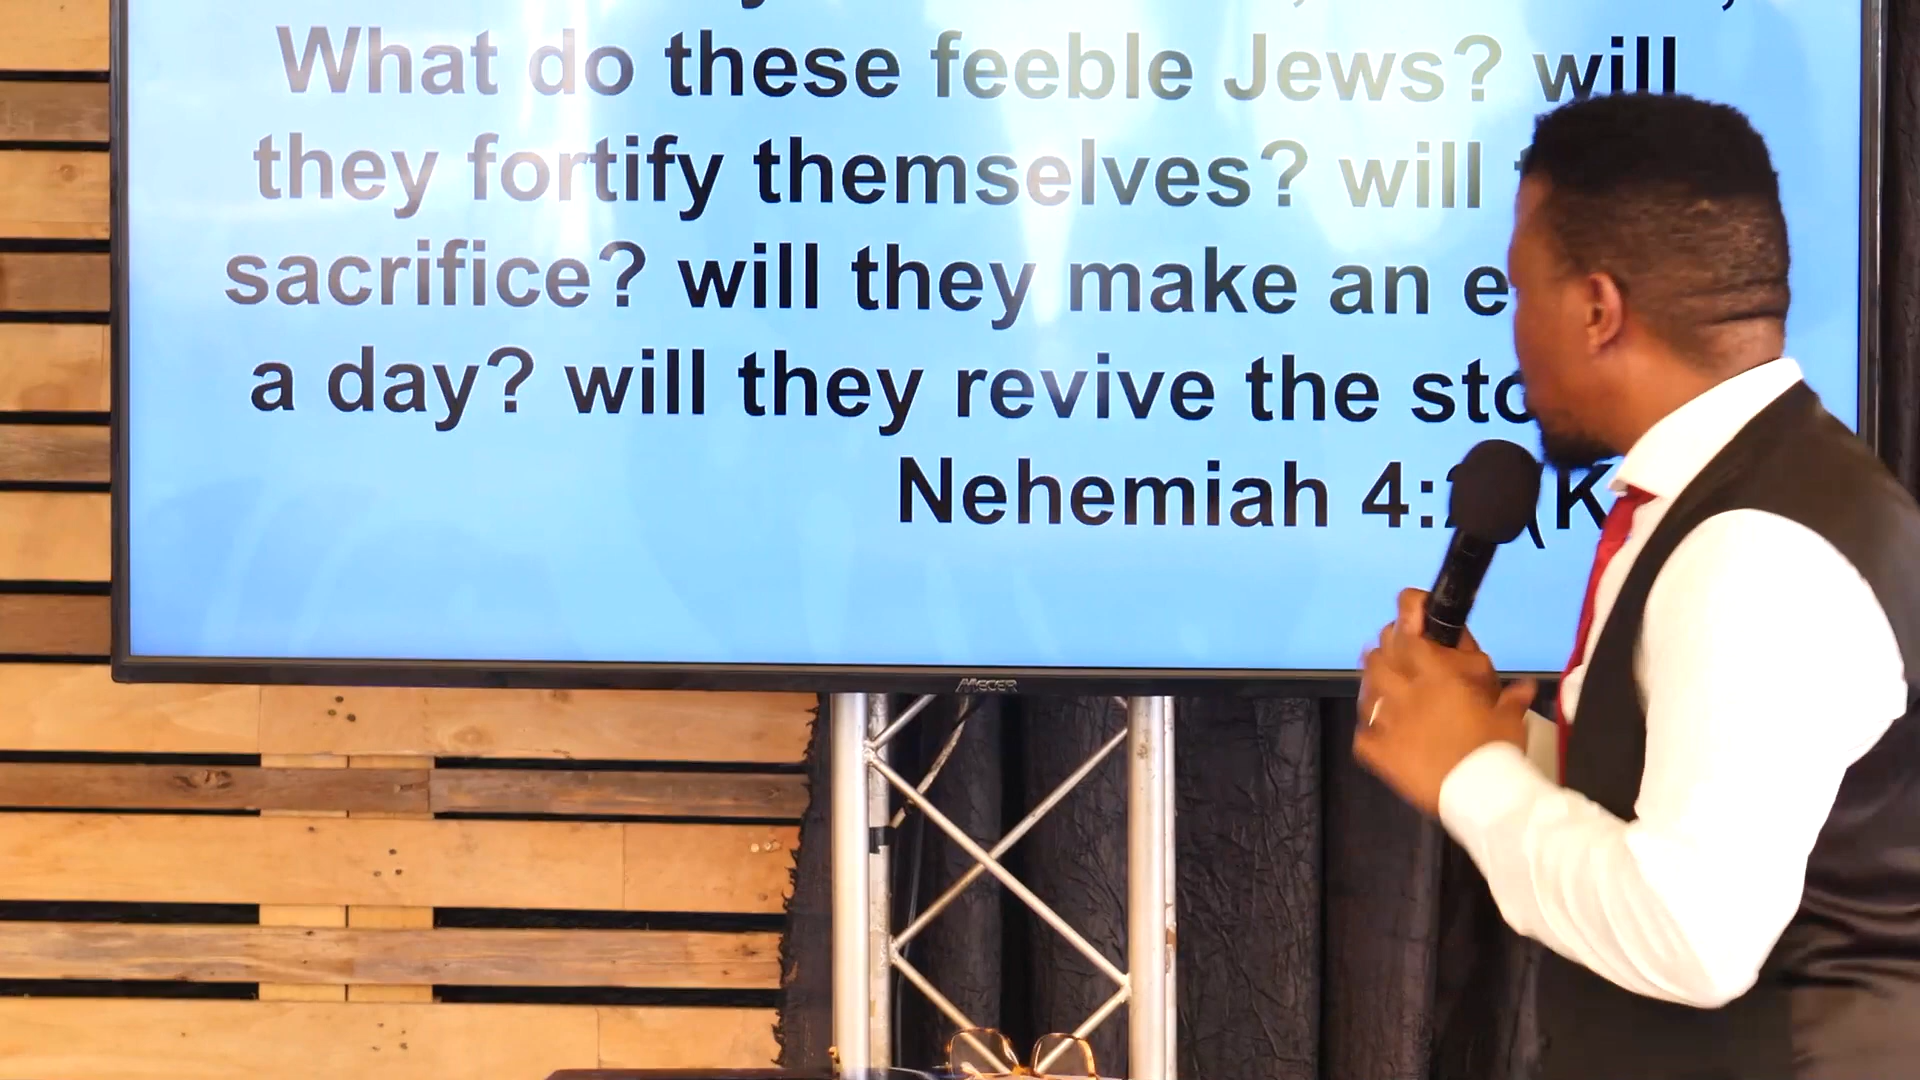 What do these feeble Jews? will
they fortify themselves? will
sacrifice? will they make an
a day? will they revive the
Nehemiah 4:
MECER